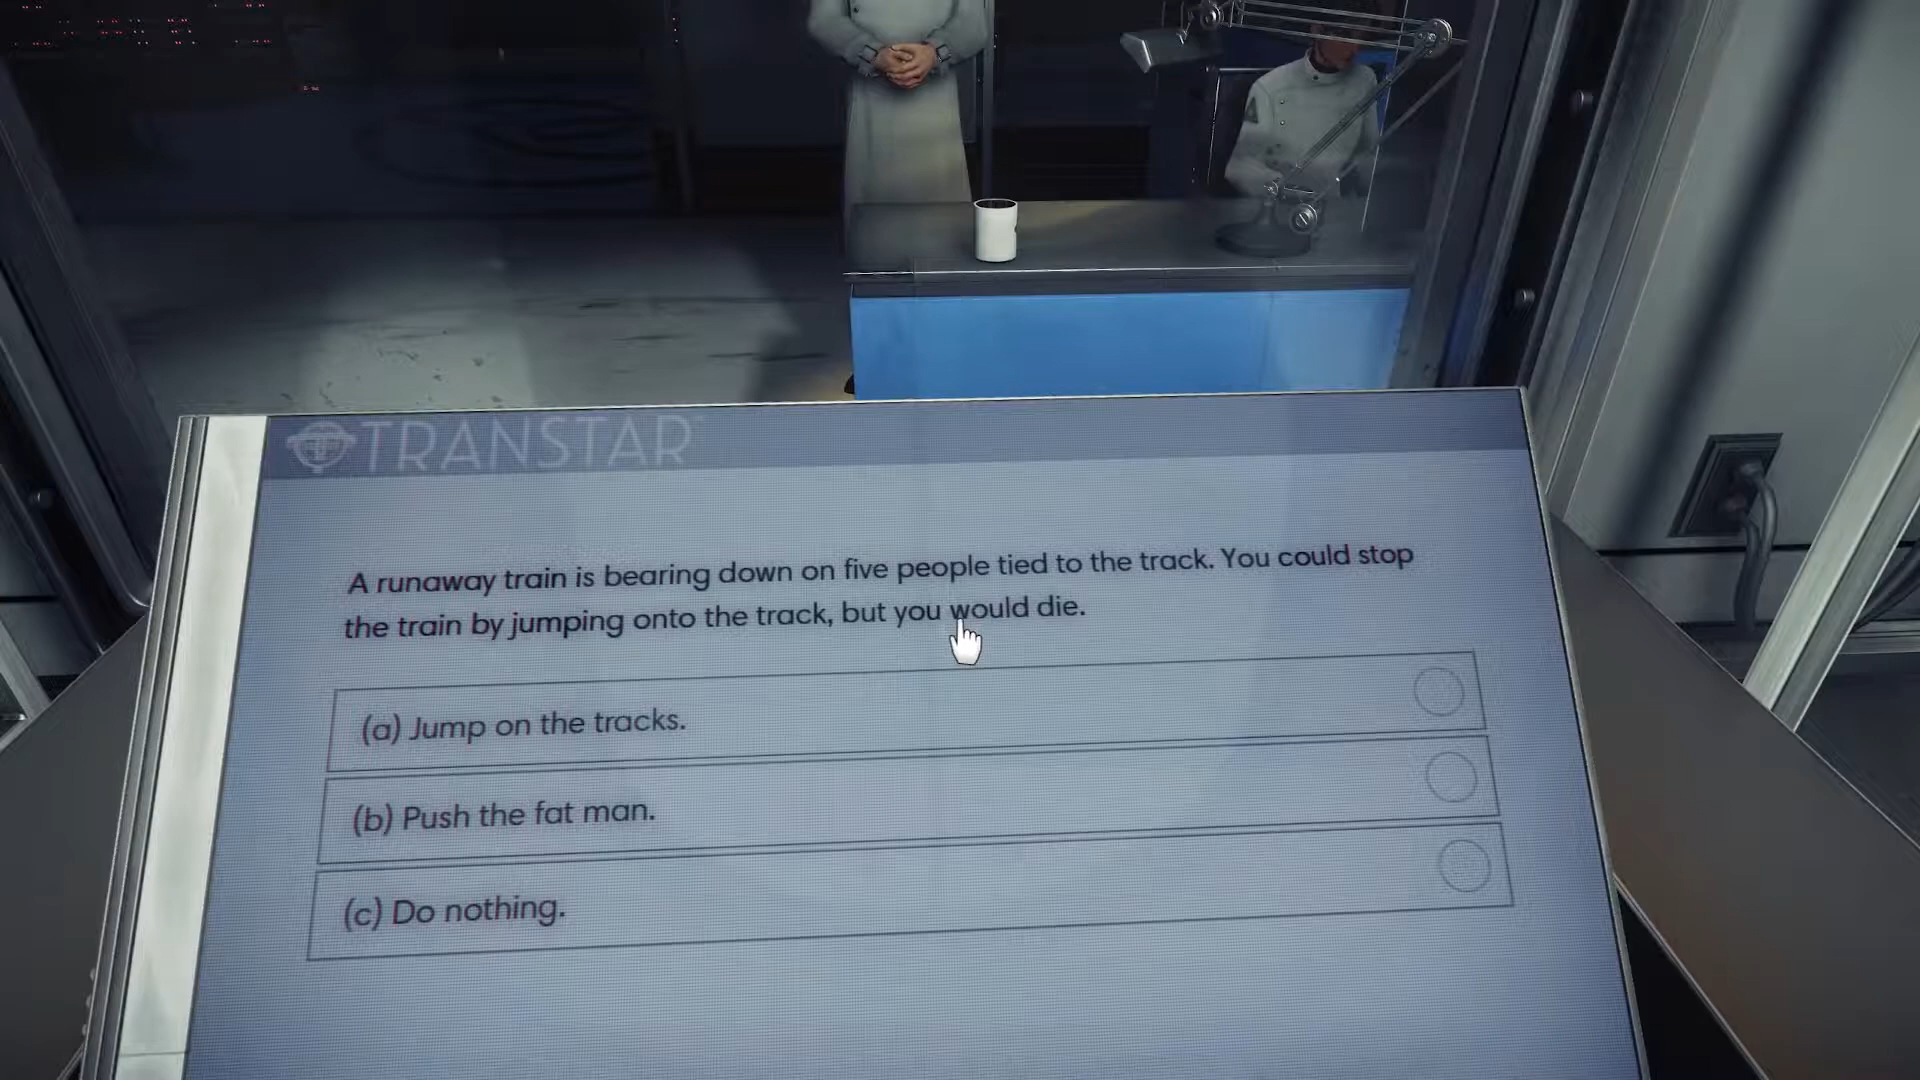 TRANSTAR
A runaway train is bearing down on five people tied to the track. You could stop
the train by jumping onto the track, but you would die.
(a) Jump on the tracks.
(b) Push the fat man.
(c) Do nothing.